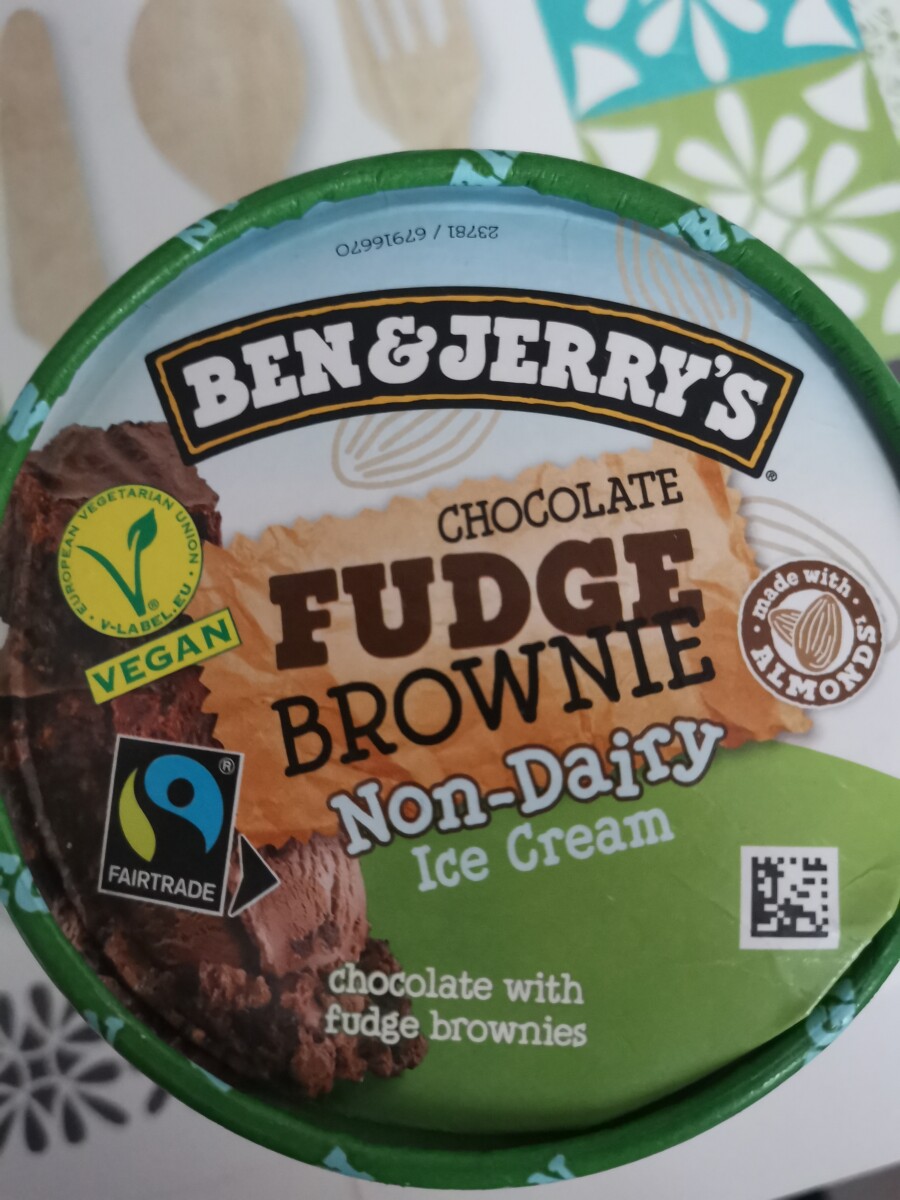 23781 / 67916670
BEN & JERRY'S
®
CHOCOLATE
FUDGE
BROWNIE
Non-Dairy
Ice Cream
chocolate with
fudge brownies
EUROPEAN VEGETARIAN UNION
®
V-LABEL.EU
VEGAN
®
FAIRTRADE
made with
ALMONDS!